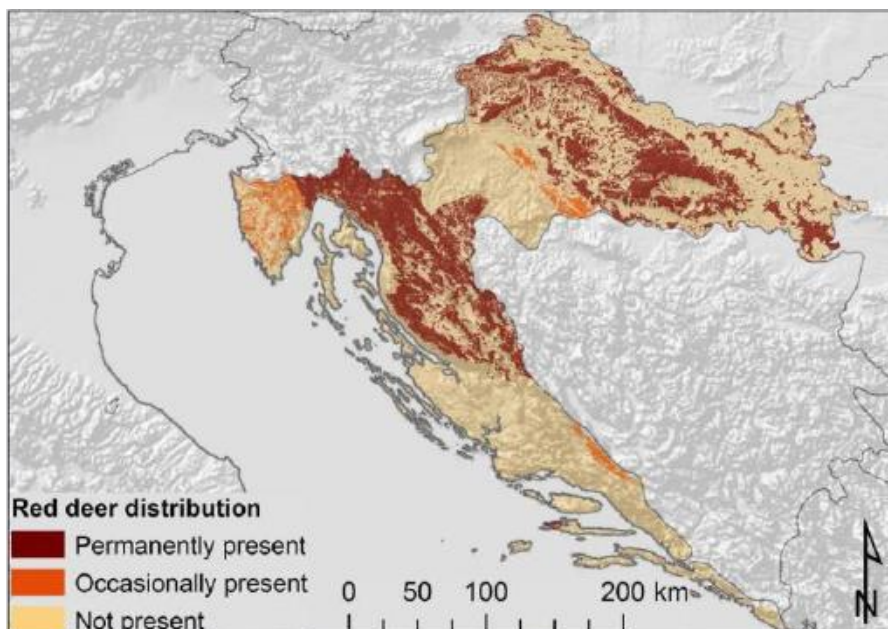 Red deer distribution
Permanently present
Occasionally present
Not present
0 50 100 200 km
N